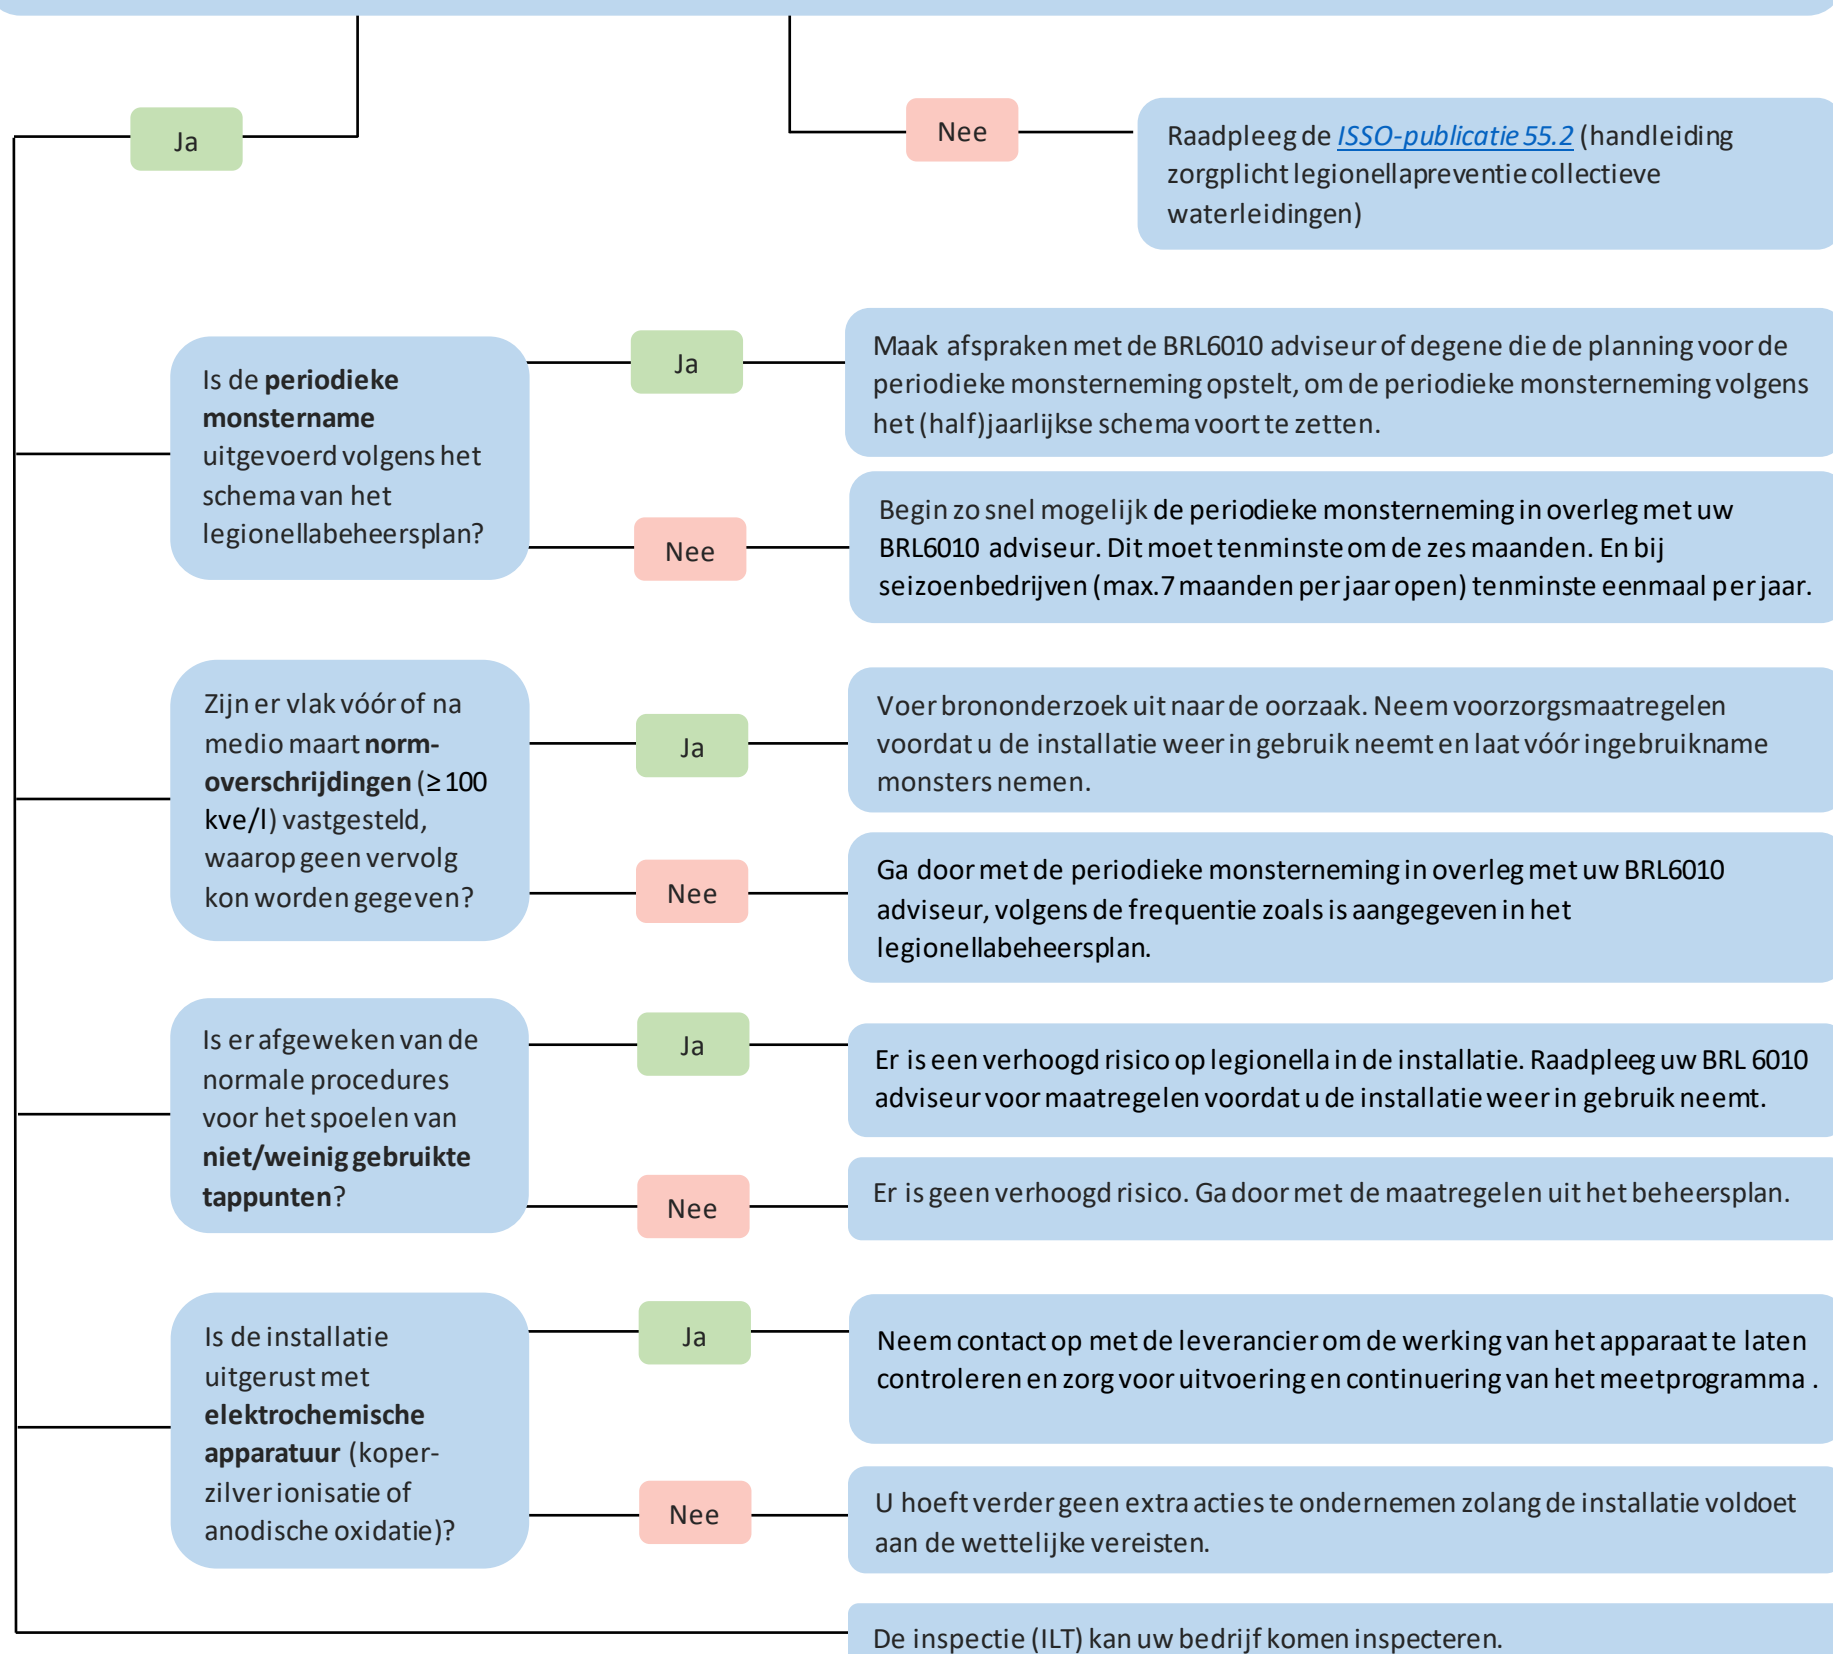 Ja
Nee
Raadpleeg de ISSO-publicatie 55.2 (handleiding
zorgplicht legionellapreventie collectieve
waterleidingen)
Is de periodieke
monstername
uitgevoerd volgens het
schema van het
legionellabeheersplan?
Ja
Maak afspraken met de BRL6010 adviseur of degene die de planning voor de
periodieke monsterneming opstelt, om de periodieke monsterneming volgens
het (half)jaarlijkse schema voort te zetten.
Nee
Begin zo snel mogelijk de periodieke monsterneming in overleg met uw
BRL6010 adviseur. Dit moet tenminste om de zes maanden. En bij
seizoenbedrijven (max.7 maanden per jaar open) tenminste eenmaal per jaar.
Zijn er vlak vóór of na
medio maart norm-
overschrijdingen (≥ 100
kve/l) vastgesteld,
waarop geen vervolg
kon worden gegeven?
Ja
Voer brononderzoek uit naar de oorzaak. Neem voorzorgsmaatregelen
voordat u de installatie weer in gebruik neemt en laat vóór ingebruikname
monsters nemen.
Nee
Ga door met de periodieke monsterneming in overleg met uw BRL6010
adviseur, volgens de frequentie zoals is aangegeven in het
legionellabeheersplan.
Is er afgeweken van de
normale procedures
voor het spoelen van
niet/weinig gebruikte
tappunten?
Ja
Er is een verhoogd risico op legionella in de installatie. Raadpleeg uw BRL 6010
adviseur voor maatregelen voordat u de installatie weer in gebruik neemt.
Nee
Er is geen verhoogd risico. Ga door met de maatregelen uit het beheersplan.
Is de installatie
uitgerust met
elektrochemische
apparatuur (koper-
zilver ionisatie of
anodische oxidatie)?
Ja
Neem contact op met de leverancier om de werking van het apparaat te laten
controleren en zorg voor uitvoering en continuering van het meetprogramma .
Nee
U hoeft verder geen extra acties te ondernemen zolang de installatie voldoet
aan de wettelijke vereisten.
De inspectie (ILT) kan uw bedrijf komen inspecteren.